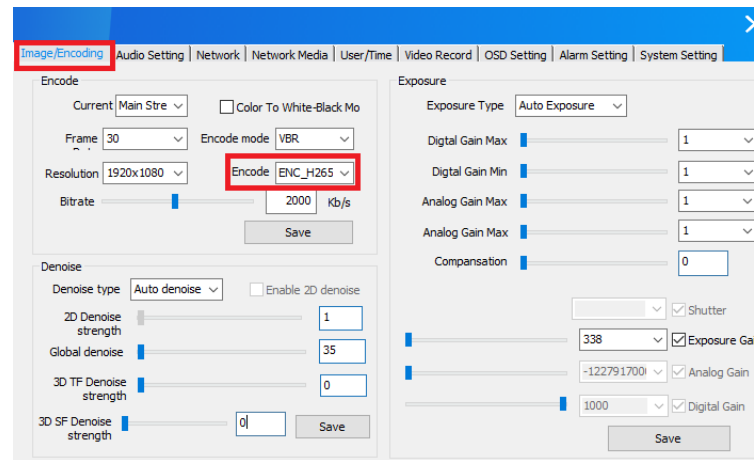 Image/Encoding Audio Setting Network Network Media User/Time Video Record OSD Setting Alarm Setting System Setting
Encode
Current Main Stre Color To White-Black Mo
Frame 30 Encode mode VBR
Resolution 1920x1080 Encode ENC_H265
Bitrate 2000 Kb/s
Save
Denoise
Denoise type Auto denoise Enable 2D denoise
2D Denoise strength 1
Global denoise 35
3D TF Denoise strength 0
3D SF Denoise strength 0 Save
Exposure
Exposure Type Auto Exposure
Digtal Gain Max 1
Digtal Gain Min 1
Analog Gain Max 1
Analog Gain Max 1
Compansation 0
Shutter
338 Exposure Gai
-122791700 Analog Gain
1000 Digital Gain
Save